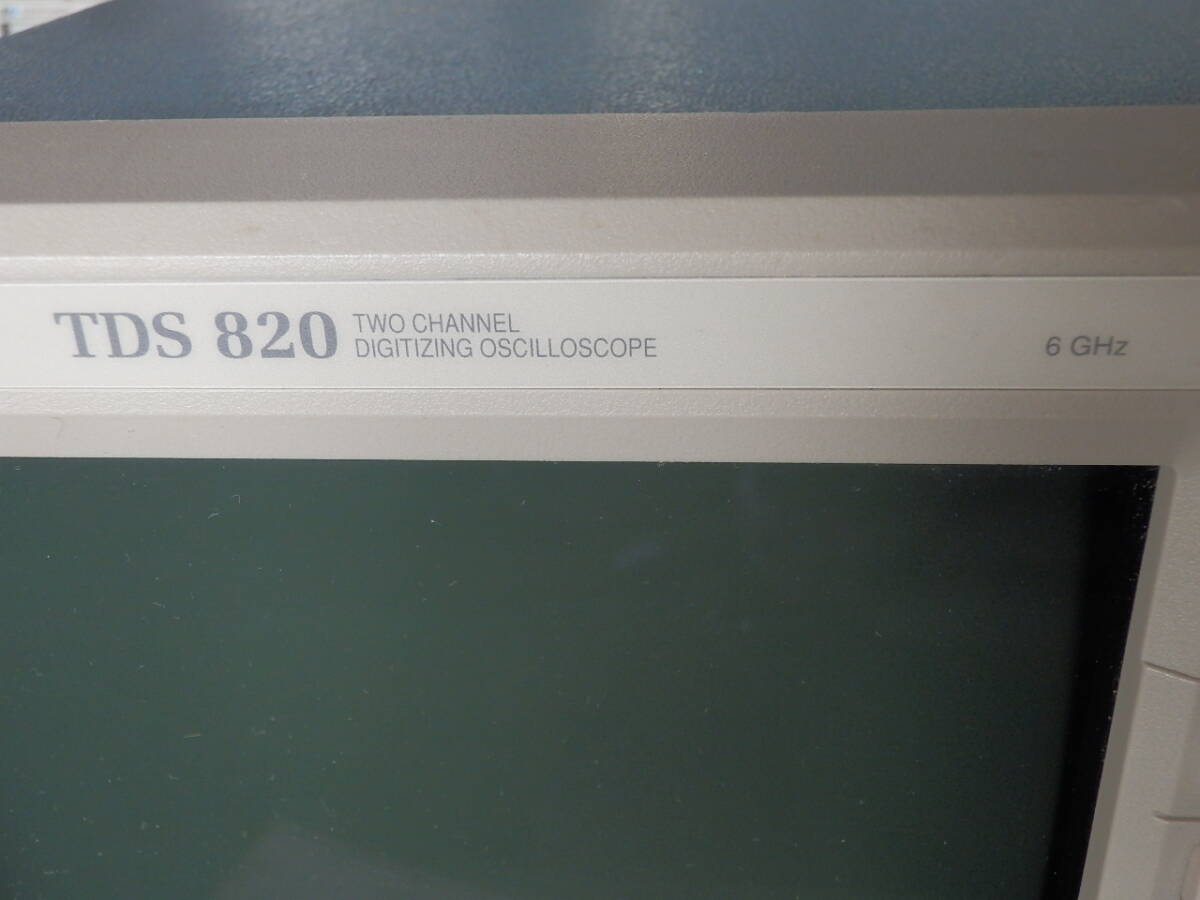 TDS 820
TWO CHANNEL
DIGITIZING OSCILLOSCOPE
6 GHz